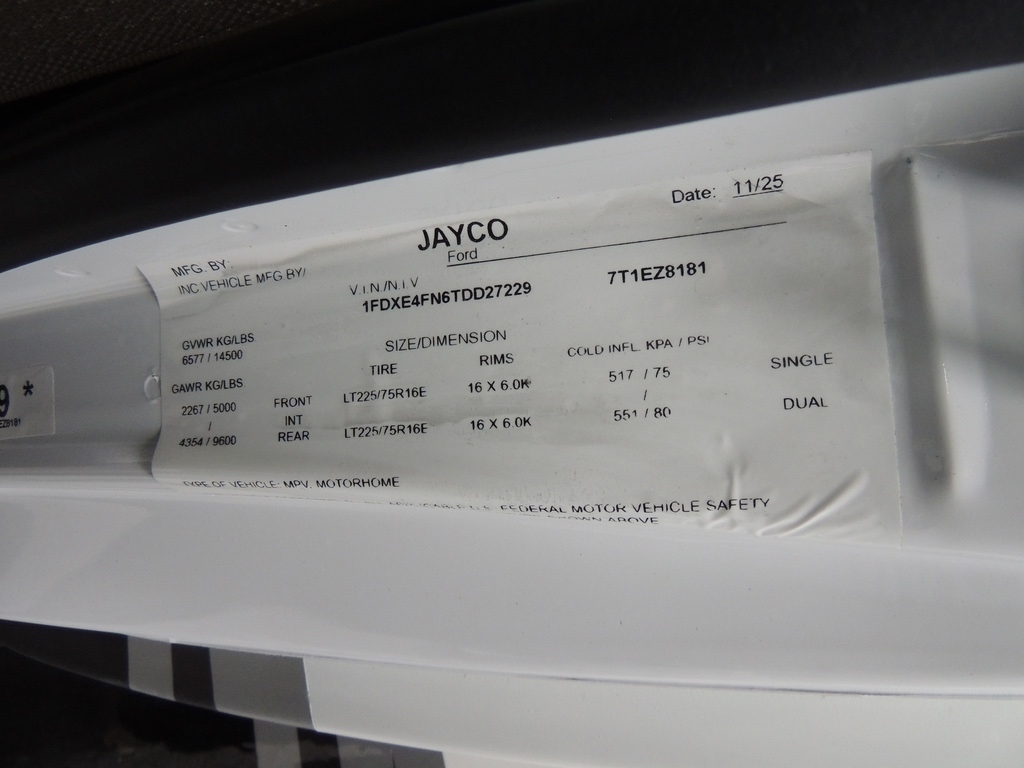 MFG. BY: JAYCO Date: 11/25
INC VEHICLE MFG BY/ Ford
V.I.N./N.I.V
1FDXE4FN6TDD27229 7T1EZ8181
GVWR KG/LBS SIZE/DIMENSION
6577 / 14500 TIRE RIMS COLD INFL. KPA / PSI
GAWR KG/LBS
2267 / 5000 FRONT LT225/75R16E 16 X 6.0K 517 / 75 SINGLE
/ INT /
4354 / 9600 REAR LT225/75R16E 16 X 6.0K 551 / 80 DUAL
TYPE OF VEHICLE: MPV, MOTORHOME
FEDERAL MOTOR VEHICLE SAFETY
SHOWN ABOVE
9 *
EZ8181